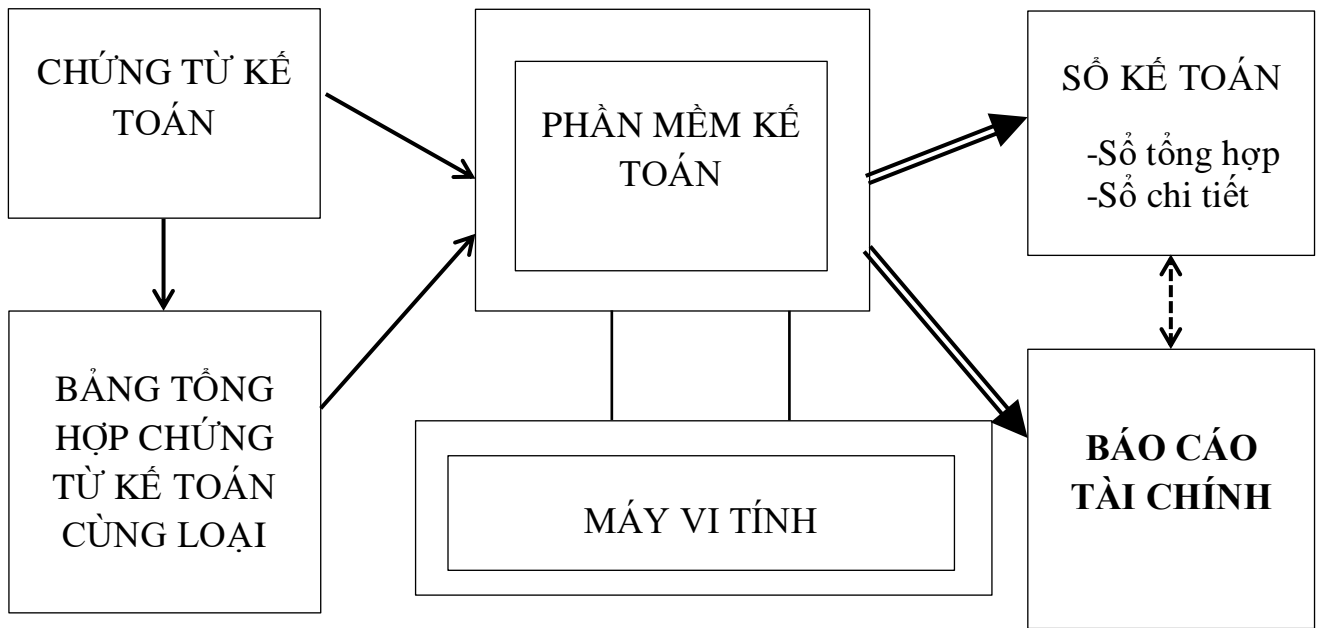 CHỨNG TỪ KẾ
TOÁN
BẢNG TỔNG
HỢP CHỨNG
TỪ KẾ TOÁN
CÙNG LOẠI
PHẦN MỀM KẾ
TOÁN
MÁY VI TÍNH
SỔ KẾ TOÁN
-Sổ tổng hợp
-Sổ chi tiết
BÁO CÁO
TÀI CHÍNH